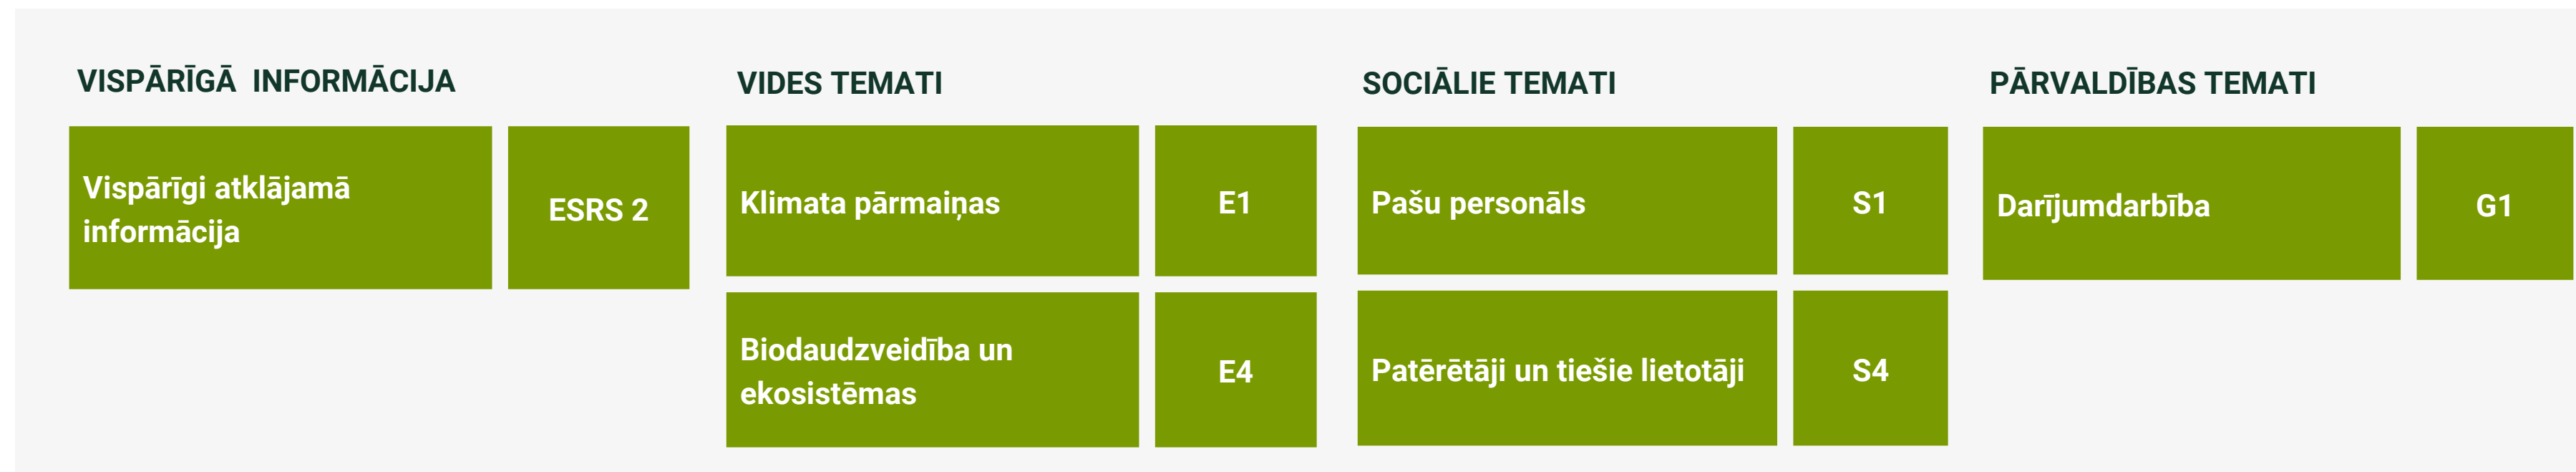 VISPĀRĪGĀ INFORMĀCIJA
Vispārīgi atklājamā
informācija
ESRS 2
VIDES TEMATI
Klimata pārmaiņas
E1
Biodaudzveidība un
ekosistēmas
E4
SOCIĀLIE TEMATI
Pašu personāls
S1
Patērētāji un tiešie lietotāji
S4
PĀRVALDĪBAS TEMATI
Darījumdarbība
G1